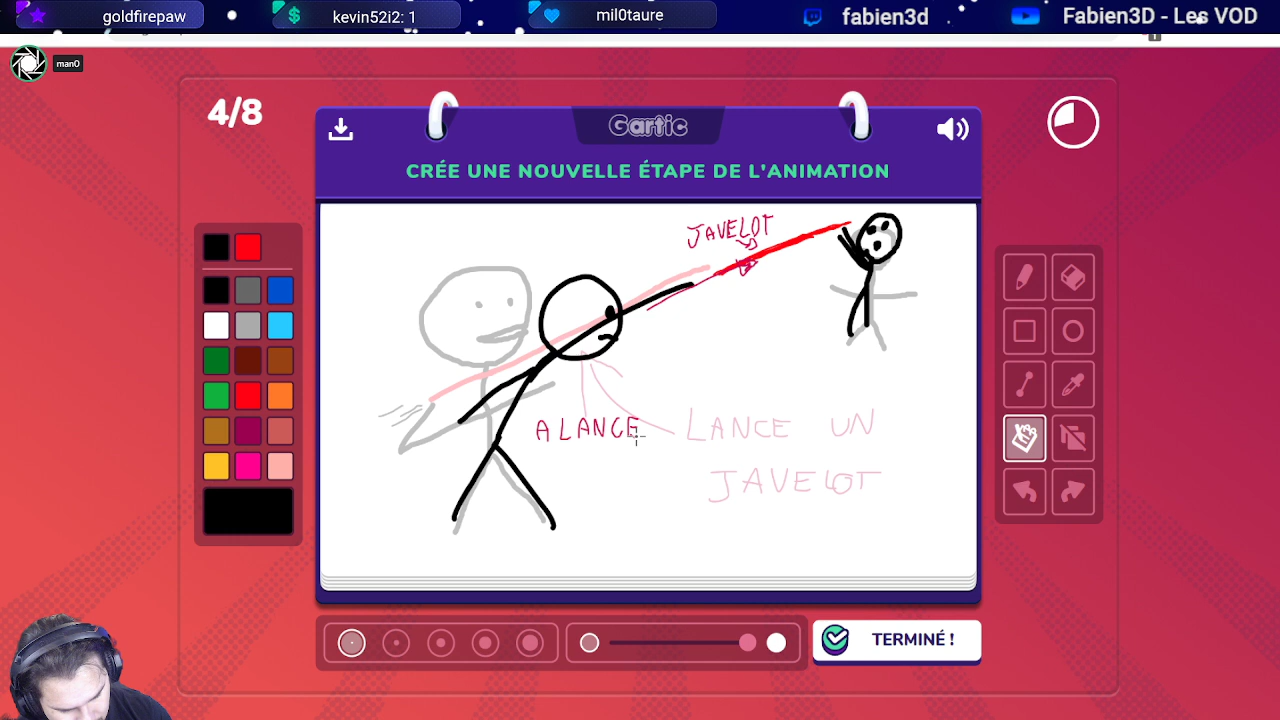 goldfirepaw
kevin52i2: 1
mil0taure
fabien3d
Fabien3D - Les VOD
man0
4/8
Gartic
CRÉE UNE NOUVELLE ÉTAPE DE L'ANIMATION
JAVELOT
A LANCE
LANCE UN
JAVELOT
TERMINÉ !